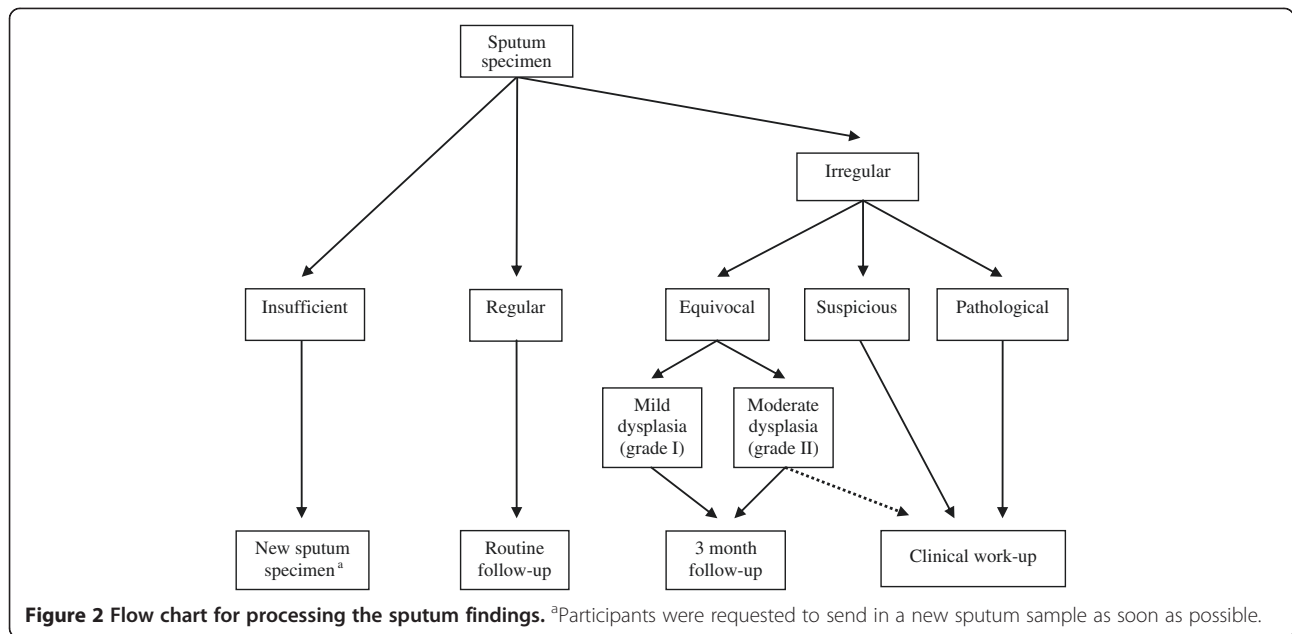 Sputum
specimen
Irregular
Insufficient
Regular
Equivocal
Suspicious
Pathological
Mild
dysplasia
(grade I)
Moderate
dysplasia
(grade II)
New sputum
specimen a
Routine
follow-up
3 month
follow-up
Clinical work-up
Figure 2 Flow chart for processing the sputum findings. aParticipants were requested to send in a new sputum sample as soon as possible.